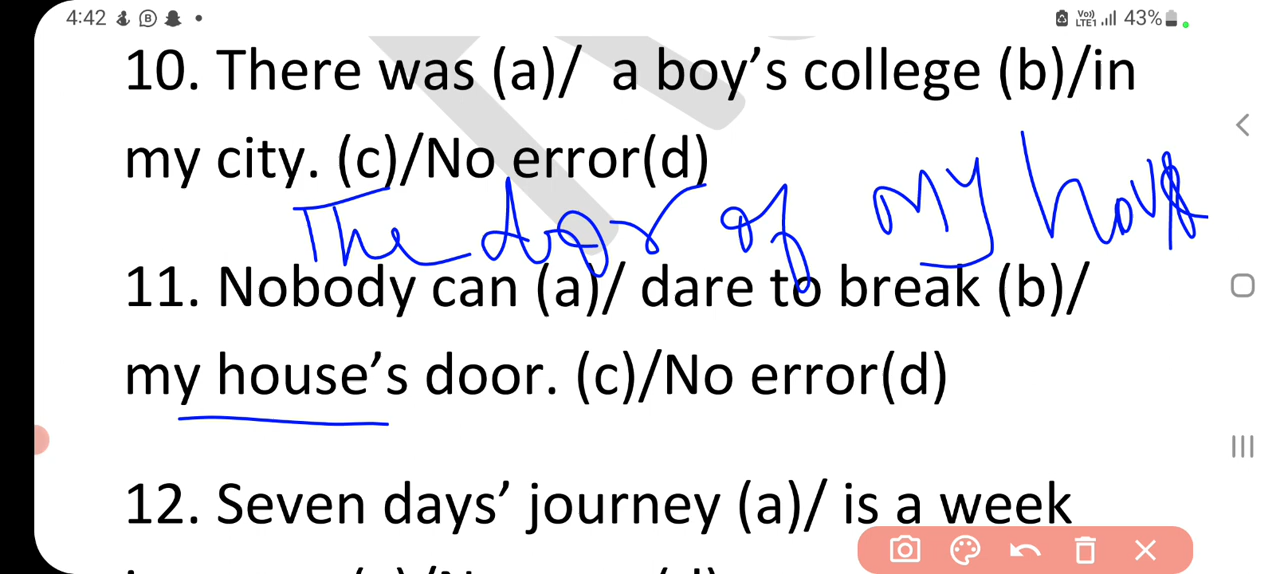 4:42 43%
10. There was (a)/ a boy's college (b)/in
my city. (c)/No error(d)
The door of my house
11. Nobody can (a)/ dare to break (b)/
my house's door. (c)/No error(d)
12. Seven days' journey (a)/ is a week